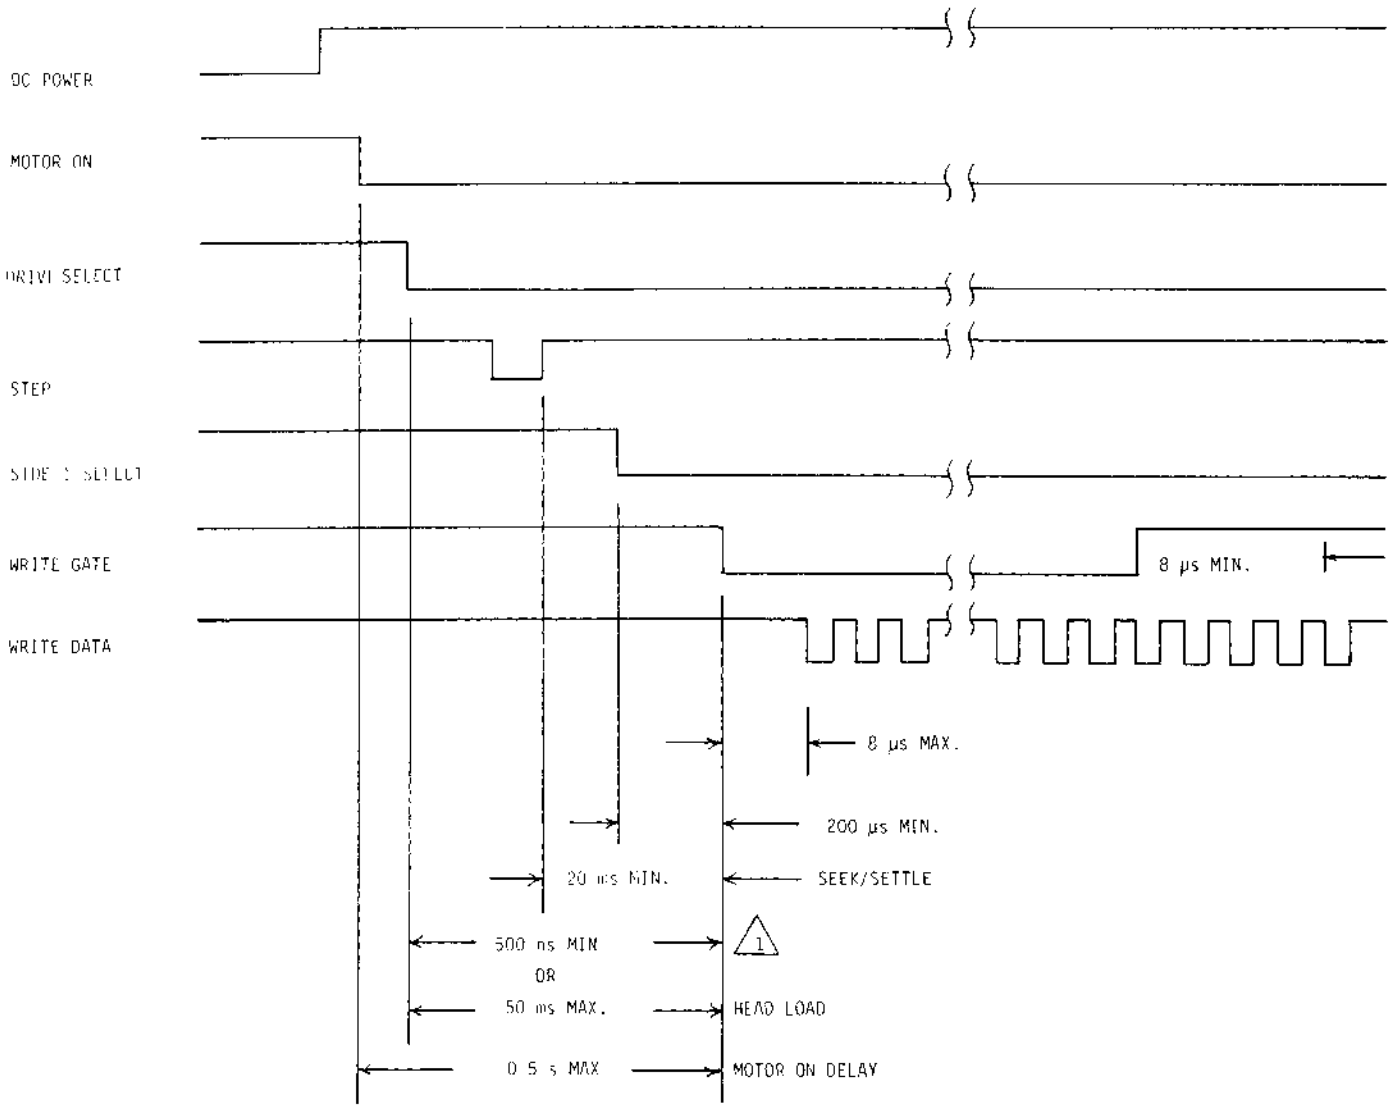 DC POWER
MOTOR ON
DRIVE SELECT
STEP
SIDE 1 SELECT
WRITE GATE
8 µs MIN.
WRITE DATA
8 µs MAX.
200 µs MIN.
20 ms MIN.
SEEK/SETTLE
500 ns MIN
1
OR
50 ms MAX.
HEAD LOAD
0.5 s MAX
MOTOR ON DELAY